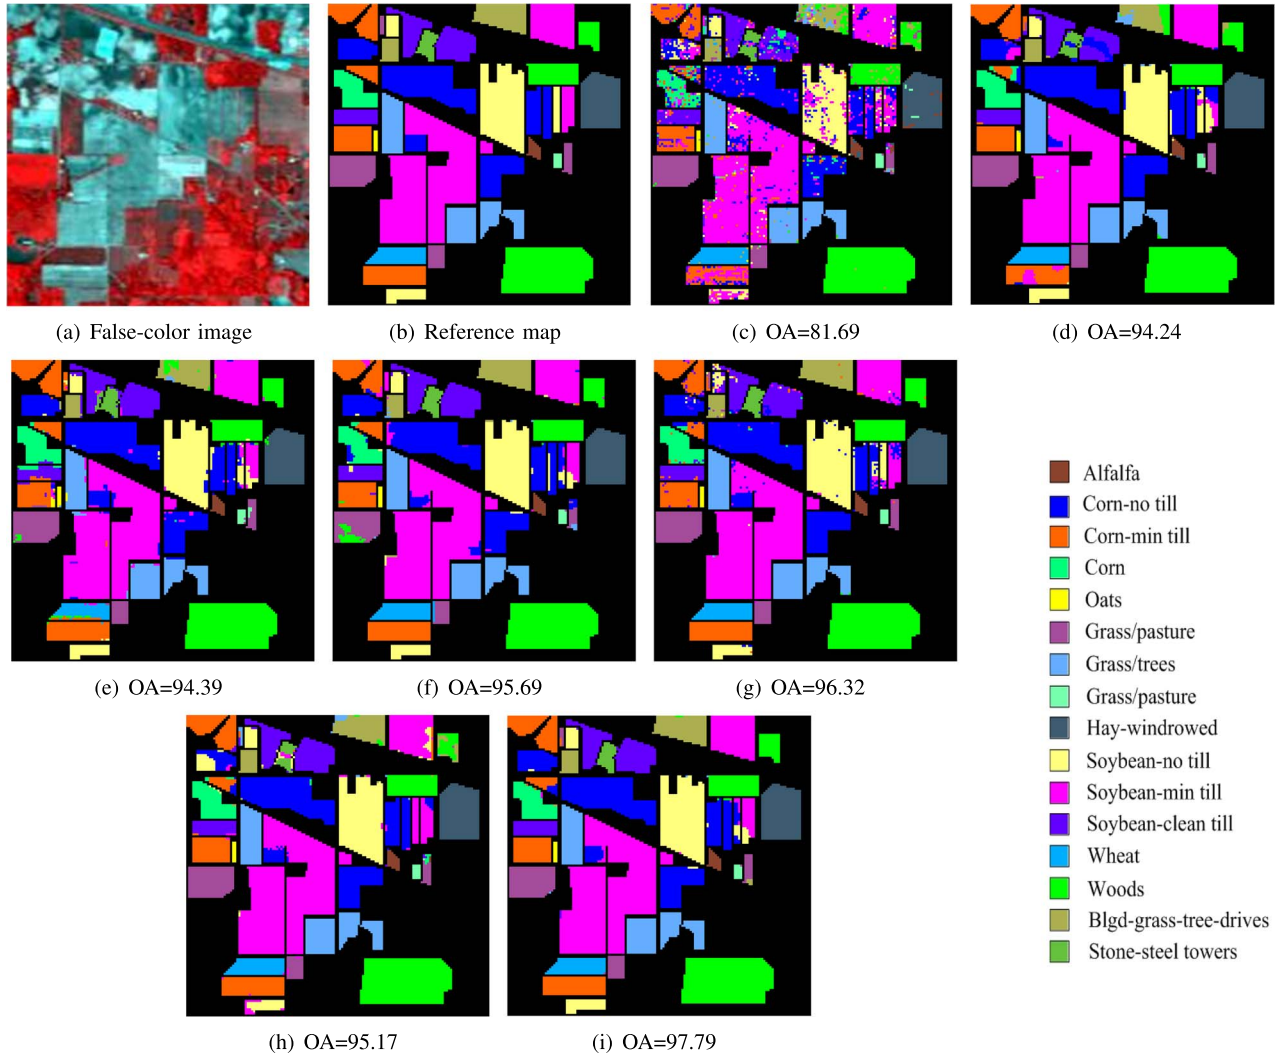 (a) False-color image
(b) Reference map
(c) OA=81.69
(d) OA=94.24
(e) OA=94.39
(f) OA=95.69
(g) OA=96.32
Alfalfa
Corn-no till
Corn-min till
Corn
Oats
Grass/pasture
Grass/trees
Grass/pasture
Hay-windrowed
Soybean-no till
Soybean-min till
Soybean-clean till
Wheat
Woods
Blgd-grass-tree-drives
Stone-steel towers
(h) OA=95.17
(i) OA=97.79